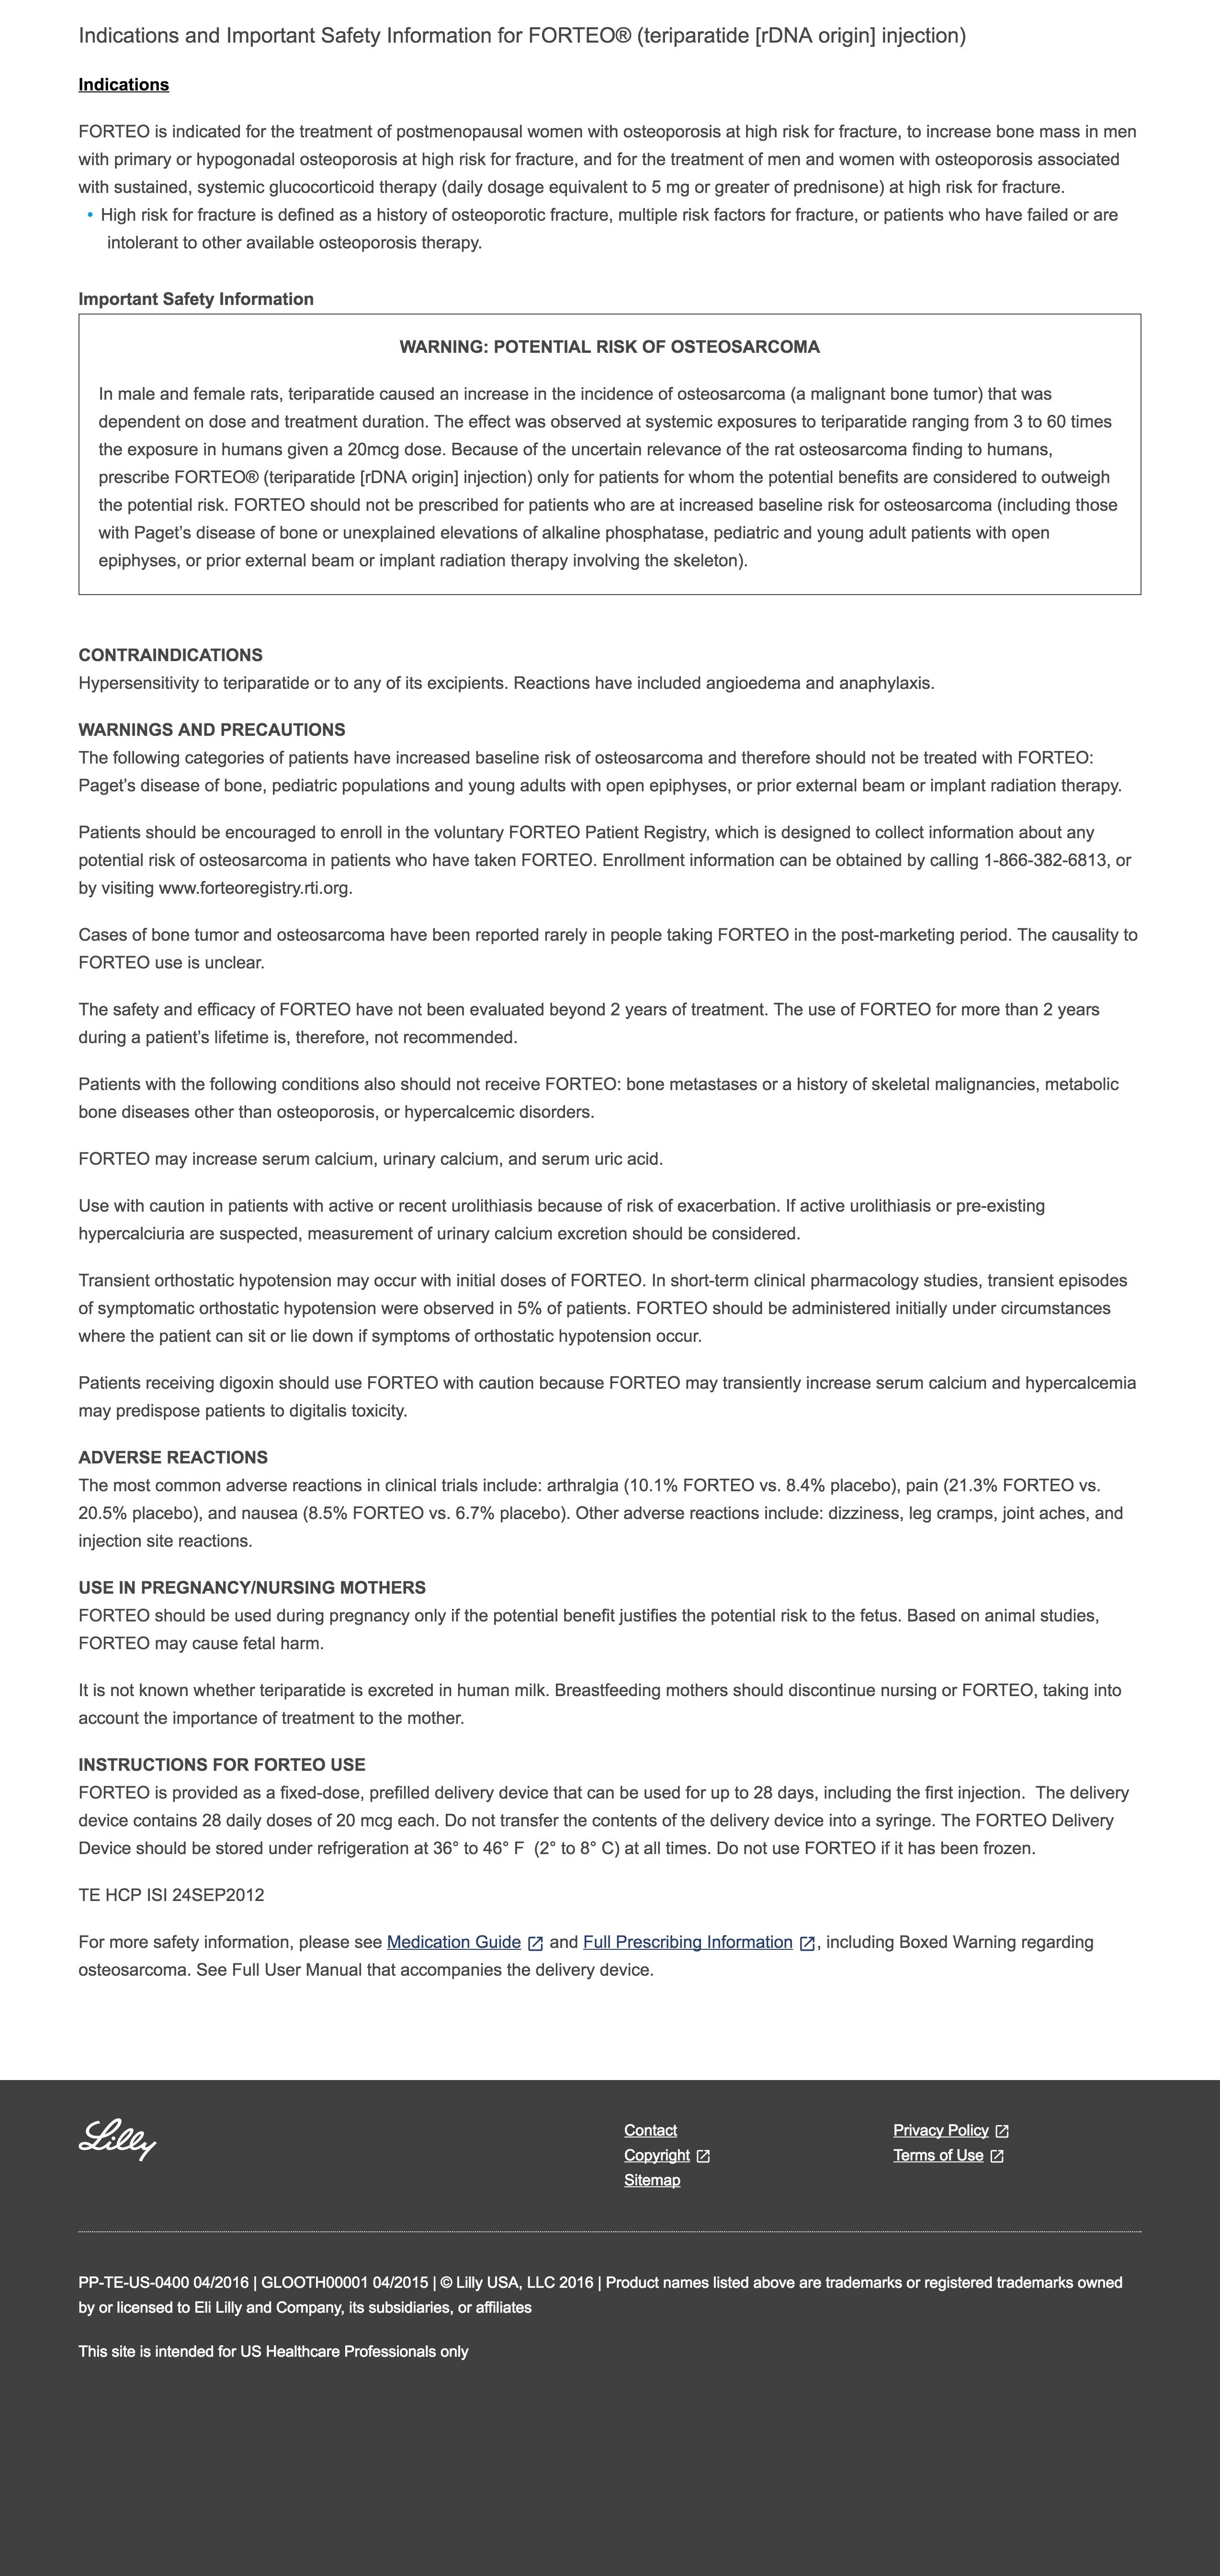 Indications and Important Safety Information for FORTEO® (teriparatide [rDNA origin] injection)
Indications
FORTEO is indicated for the treatment of postmenopausal women with osteoporosis at high risk for fracture, to increase bone mass in men
with primary or hypogonadal osteoporosis at high risk for fracture, and for the treatment of men and women with osteoporosis associated
with sustained, systemic glucocorticoid therapy (daily dosage equivalent to 5 mg or greater of prednisone) at high risk for fracture.
• High risk for fracture is defined as a history of osteoporotic fracture, multiple risk factors for fracture, or patients who have failed or are
intolerant to other available osteoporosis therapy.
Important Safety Information
WARNING: POTENTIAL RISK OF OSTEOSARCOMA
In male and female rats, teriparatide caused an increase in the incidence of osteosarcoma (a malignant bone tumor) that was
dependent on dose and treatment duration. The effect was observed at systemic exposures to teriparatide ranging from 3 to 60 times
the exposure in humans given a 20mcg dose. Because of the uncertain relevance of the rat osteosarcoma finding to humans,
prescribe FORTEO® (teriparatide [rDNA origin] injection) only for patients for whom the potential benefits are considered to outweigh
the potential risk. FORTEO should not be prescribed for patients who are at increased baseline risk for osteosarcoma (including those
with Paget’s disease of bone or unexplained elevations of alkaline phosphatase, pediatric and young adult patients with open
epiphyses, or prior external beam or implant radiation therapy involving the skeleton).
CONTRAINDICATIONS
Hypersensitivity to teriparatide or to any of its excipients. Reactions have included angioedema and anaphylaxis.
WARNINGS AND PRECAUTIONS
The following categories of patients have increased baseline risk of osteosarcoma and therefore should not be treated with FORTEO:
Paget’s disease of bone, pediatric populations and young adults with open epiphyses, or prior external beam or implant radiation therapy.
Patients should be encouraged to enroll in the voluntary FORTEO Patient Registry, which is designed to collect information about any
potential risk of osteosarcoma in patients who have taken FORTEO. Enrollment information can be obtained by calling 1-866-382-6813, or
by visiting www.forteoregistry.rti.org.
Cases of bone tumor and osteosarcoma have been reported rarely in people taking FORTEO in the post-marketing period. The causality to
FORTEO use is unclear.
The safety and efficacy of FORTEO have not been evaluated beyond 2 years of treatment. The use of FORTEO for more than 2 years
during a patient’s lifetime is, therefore, not recommended.
Patients with the following conditions also should not receive FORTEO: bone metastases or a history of skeletal malignancies, metabolic
bone diseases other than osteoporosis, or hypercalcemic disorders.
FORTEO may increase serum calcium, urinary calcium, and serum uric acid.
Use with caution in patients with active or recent urolithiasis because of risk of exacerbation. If active urolithiasis or pre-existing
hypercalciuria are suspected, measurement of urinary calcium excretion should be considered.
Transient orthostatic hypotension may occur with initial doses of FORTEO. In short-term clinical pharmacology studies, transient episodes
of symptomatic orthostatic hypotension were observed in 5% of patients. FORTEO should be administered initially under circumstances
where the patient can sit or lie down if symptoms of orthostatic hypotension occur.
Patients receiving digoxin should use FORTEO with caution because FORTEO may transiently increase serum calcium and hypercalcemia
may predispose patients to digitalis toxicity.
ADVERSE REACTIONS
The most common adverse reactions in clinical trials include: arthralgia (10.1% FORTEO vs. 8.4% placebo), pain (21.3% FORTEO vs.
20.5% placebo), and nausea (8.5% FORTEO vs. 6.7% placebo). Other adverse reactions include: dizziness, leg cramps, joint aches, and
injection site reactions.
USE IN PREGNANCY/NURSING MOTHERS
FORTEO should be used during pregnancy only if the potential benefit justifies the potential risk to the fetus. Based on animal studies,
FORTEO may cause fetal harm.
It is not known whether teriparatide is excreted in human milk. Breastfeeding mothers should discontinue nursing or FORTEO, taking into
account the importance of treatment to the mother.
INSTRUCTIONS FOR FORTEO USE
FORTEO is provided as a fixed-dose, prefilled delivery device that can be used for up to 28 days, including the first injection. The delivery
device contains 28 daily doses of 20 mcg each. Do not transfer the contents of the delivery device into a syringe. The FORTEO Delivery
Device should be stored under refrigeration at 36° to 46° F (2° to 8° C) at all times. Do not use FORTEO if it has been frozen.
TE HCP ISI 24SEP2012
For more safety information, please see Medication Guide and Full Prescribing Information, including Boxed Warning regarding
osteosarcoma. See Full User Manual that accompanies the delivery device.
Lilly
Contact
Copyright
Sitemap
Privacy Policy
Terms of Use
PP-TE-US-0400 04/2016 | GLOOTH00001 04/2015 | © Lilly USA, LLC 2016 | Product names listed above are trademarks or registered trademarks owned
by or licensed to Eli Lilly and Company, its subsidiaries, or affiliates
This site is intended for US Healthcare Professionals only